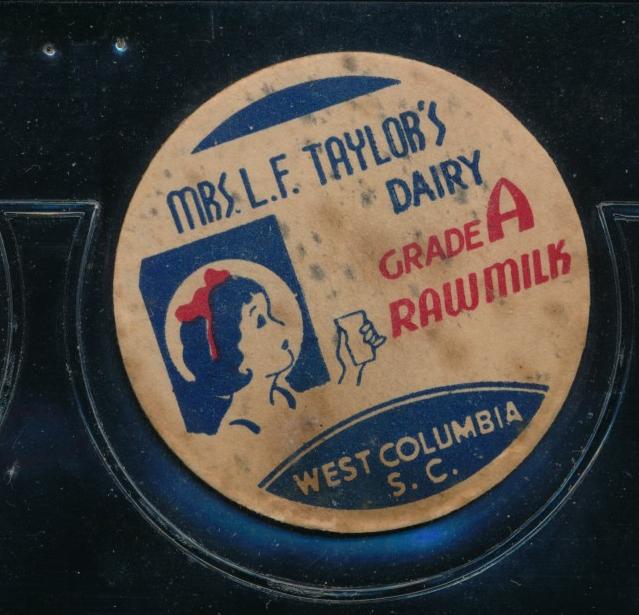 MRS. L.F. TAYLOR'S
DAIRY
GRADE A
RAW MILK
WEST COLUMBIA
S. C.